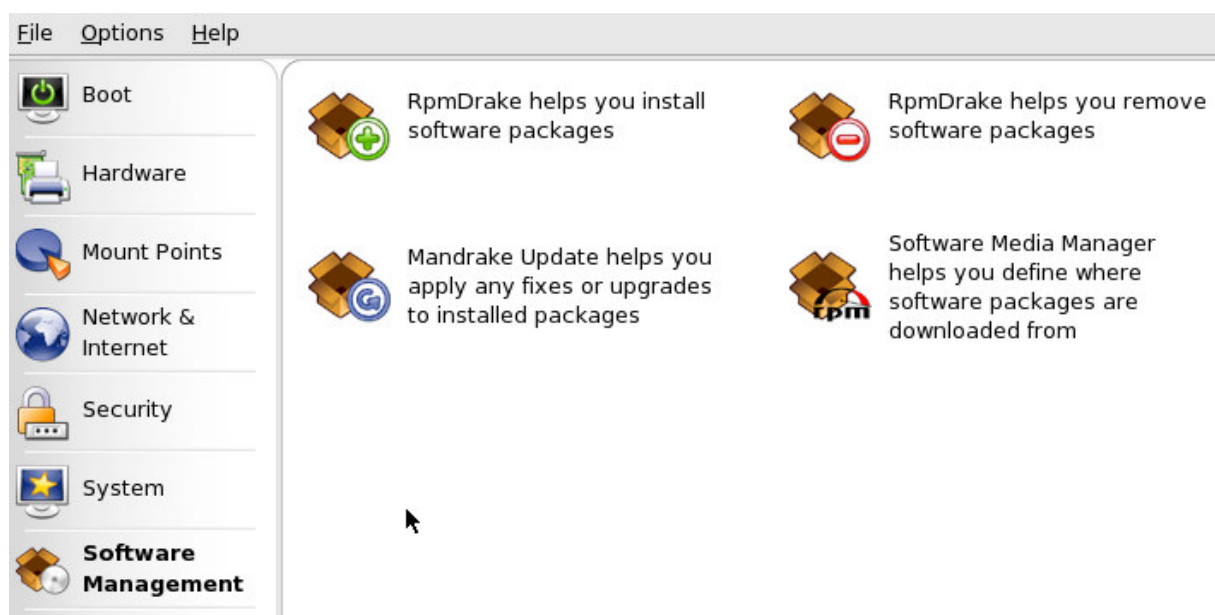 File Options Help
Boot
Hardware
Mount Points
Network &
Internet
Security
System
Software
Management
RpmDrake helps you install
software packages
RpmDrake helps you remove
software packages
Mandrake Update helps you
apply any fixes or upgrades
to installed packages
Software Media Manager
helps you define where
software packages are
downloaded from
rpm